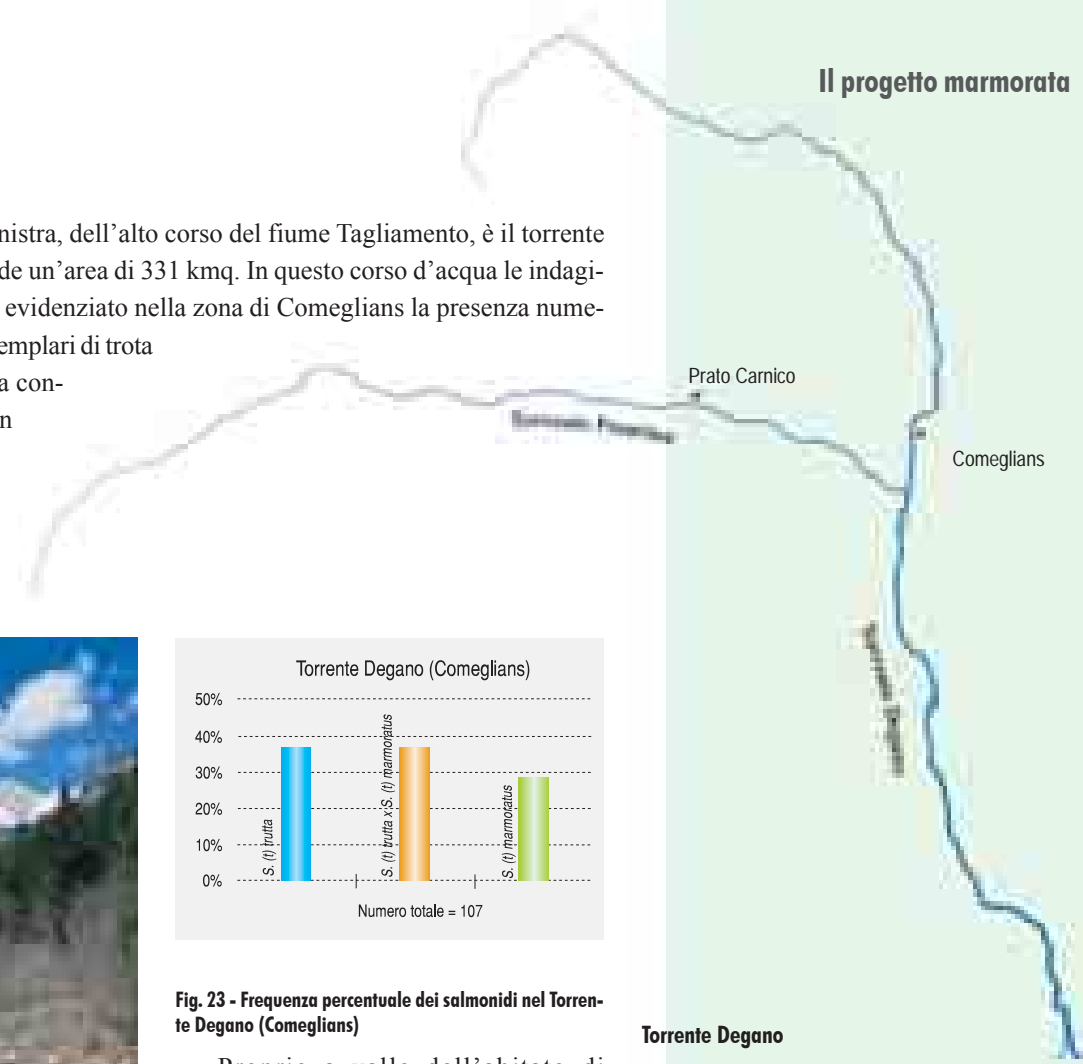 Il progetto marmorata
nistra, dell'alto corso del fiume Tagliamento, è il torrente
de un'area di 331 kmq. In questo corso d'acqua le indagi-
evidenziato nella zona di Comeglians la presenza nume-
emplari di trota
a con-
n
Prato Carnico
Comeglians
Torrente Degano
Torrente Degano (Comeglians)
50%
40%
30%
20%
10%
0%
S. (t) trutta
S. (t) trutta x S. (t) marmoratus
S. (t) marmoratus
Numero totale = 107
Fig. 23 - Frequenza percentuale dei salmonidi nel Torren-
te Degano (Comeglians)
Torrente Degano